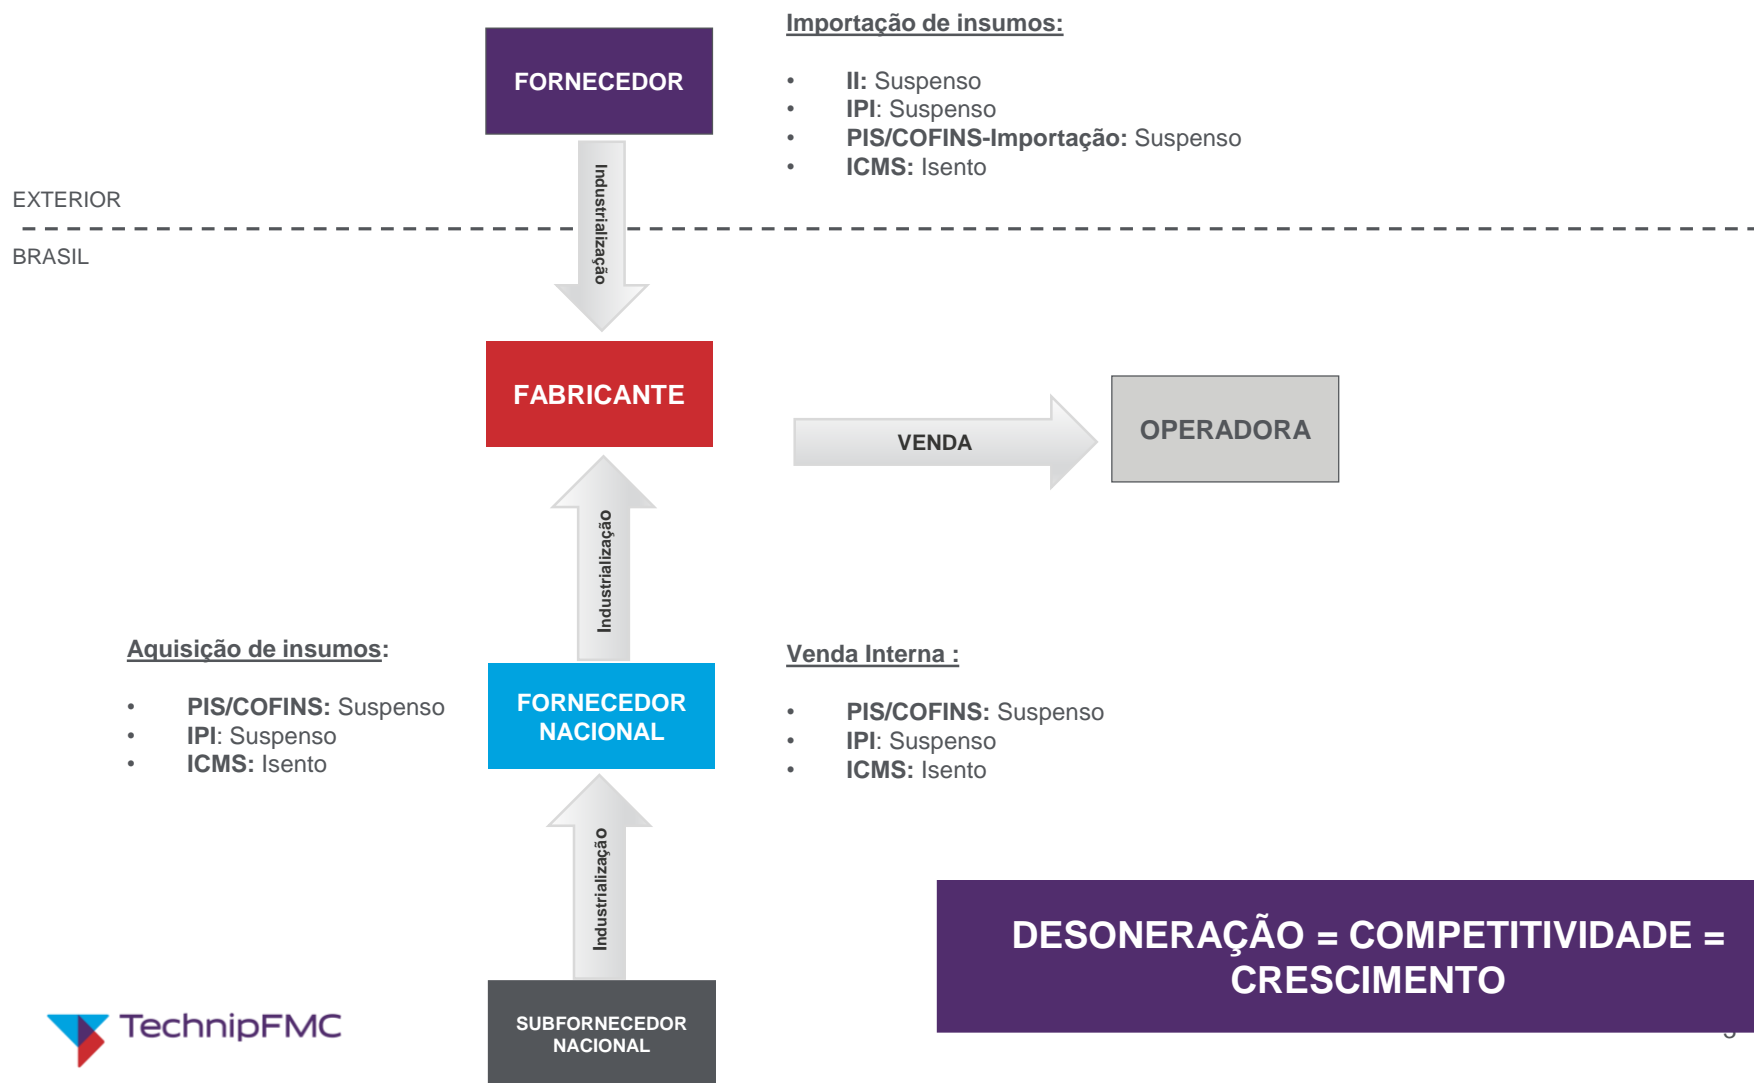 Importação de insumos:
FORNECEDOR
• II: Suspenso
• IPI: Suspenso
• PIS/COFINS-Importação: Suspenso
• ICMS: Isento
Industrialização
EXTERIOR
BRASIL
FABRICANTE
VENDA
OPERADORA
Industrialização
Aquisição de insumos:
• PIS/COFINS: Suspenso
• IPI: Suspenso
• ICMS: Isento
FORNECEDOR
NACIONAL
Venda Interna :
• PIS/COFINS: Suspenso
• IPI: Suspenso
• ICMS: Isento
Industrialização
DESONERAÇÃO = COMPETITIVIDADE =
CRESCIMENTO
TechnipFMC
SUBFORNECEDOR
NACIONAL